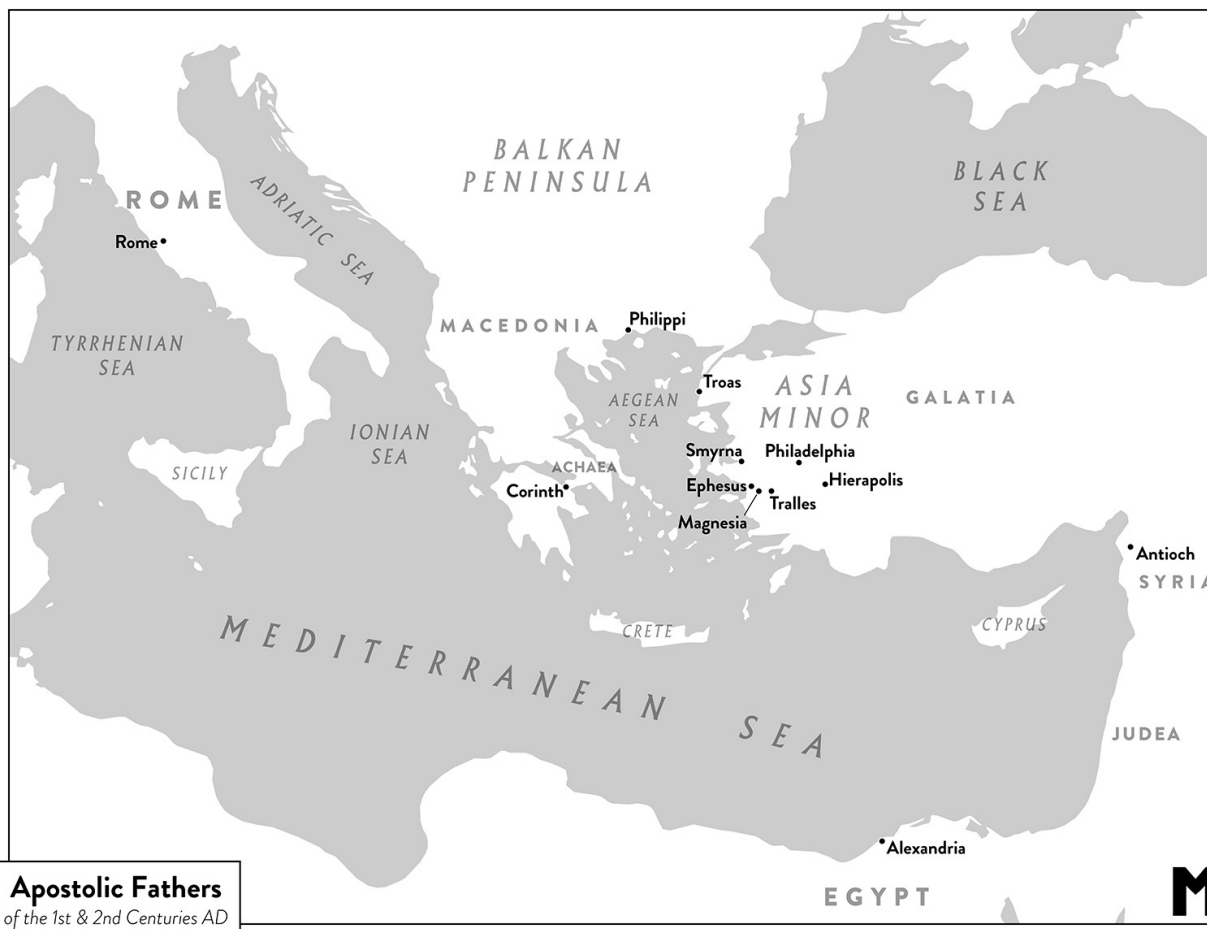 BALKAN
PENINSULA
BLACK
SEA
ROME
ADRIATIC SEA
Rome
MACEDONIA
Philippi
TYRRHENIAN
SEA
Troas
ASIA
MINOR
GALATIA
AEGEAN
SEA
IONIAN
SEA
Smyrna
Philadelphia
SICILY
ACHAEA
Corinth
Ephesus
Hierapolis
Tralles
Magnesia
Antioch
SYRIA
CRETE
CYPRUS
MEDITERRANEAN SEA
JUDEA
Alexandria
EGYPT
Apostolic Fathers
of the 1st & 2nd Centuries AD
M